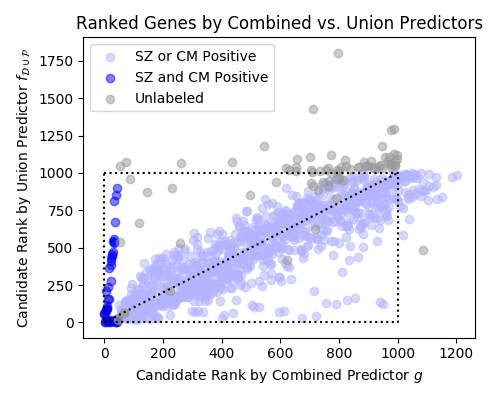 Ranked Genes by Combined vs. Union Predictors
SZ or CM Positive
SZ and CM Positive
Unlabeled
Candidate Rank by Union Predictor f_{𝒟∪𝒫}
1750
1500
1250
1000
750
500
250
0
0 200 400 600 800 1000 1200
Candidate Rank by Combined Predictor g